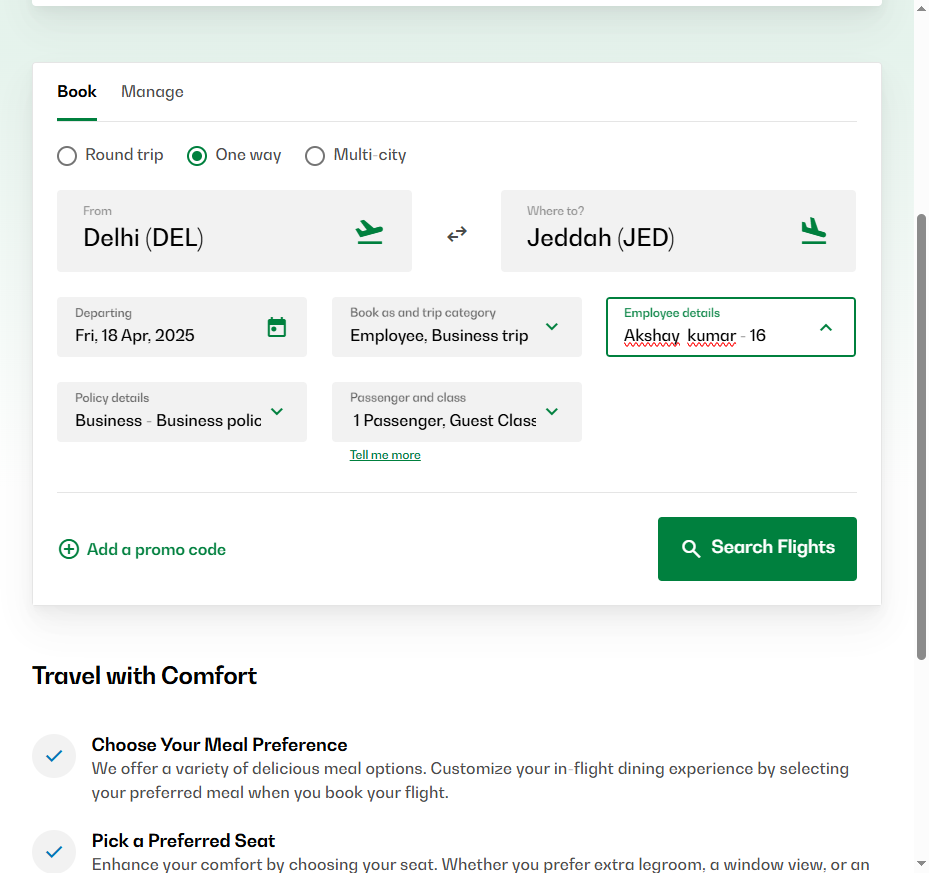 Book Manage
Round trip One way Multi-city
From Where to?
Delhi (DEL) Jeddah (JED)
Departing Book as and trip category Employee details
Fri, 18 Apr, 2025 Employee, Business trip Akshay kumar - 16
Policy details Passenger and class
Business - Business polic 1 Passenger, Guest Class
Tell me more
Add a promo code Search Flights
Travel with Comfort
Choose Your Meal Preference
We offer a variety of delicious meal options. Customize your in-flight dining experience by selecting
your preferred meal when you book your flight.
Pick a Preferred Seat
Enhance your comfort by choosing your seat. Whether you prefer extra legroom, a window view, or an